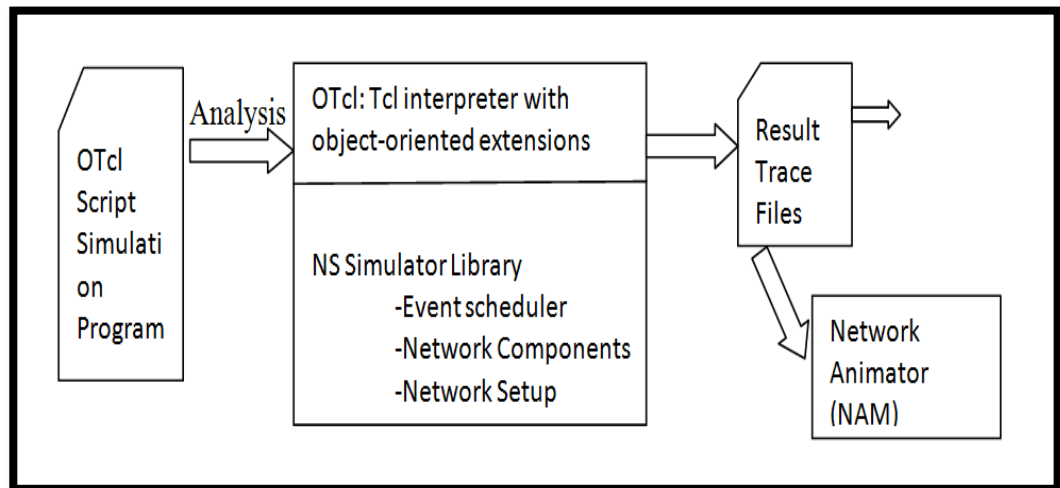 OTcl
Script
Simulati
on
Program
Analysis
OTcl: Tcl interpreter with
object-oriented extensions
NS Simulator Library
-Event scheduler
-Network Components
-Network Setup
Result
Trace
Files
Network
Animator
(NAM)